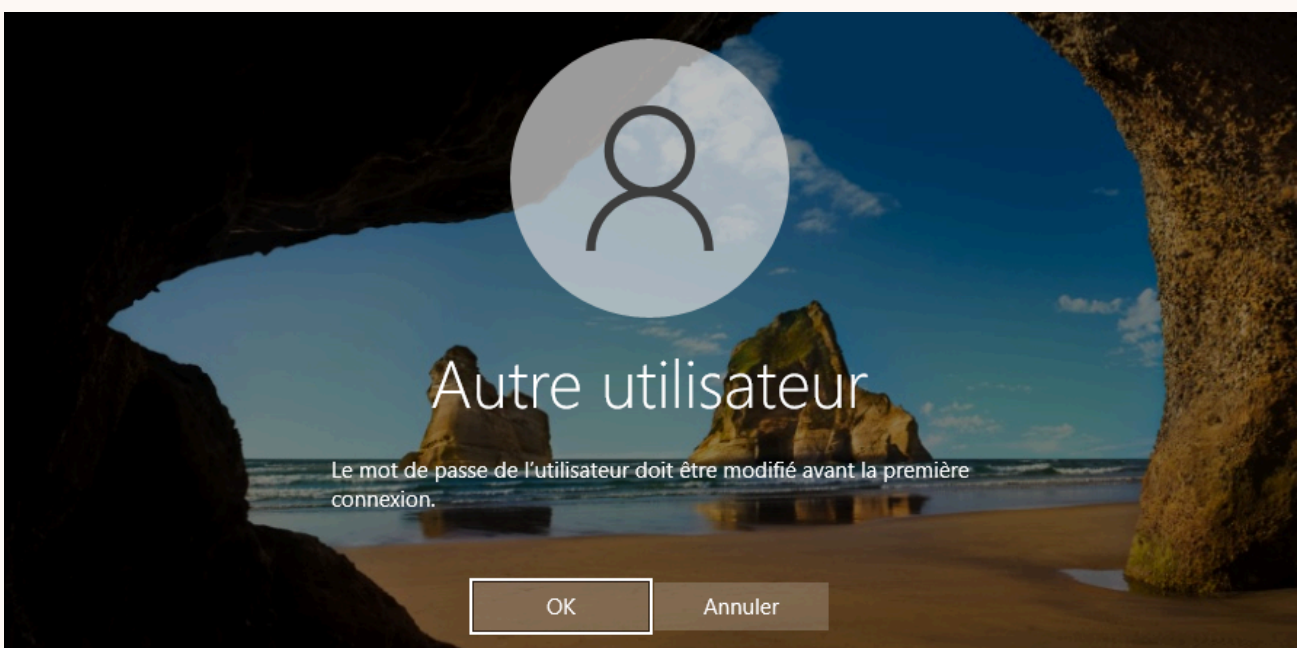 Autre utilisateur
Le mot de passe de l'utilisateur doit être modifié avant la première
connexion.
OK
Annuler